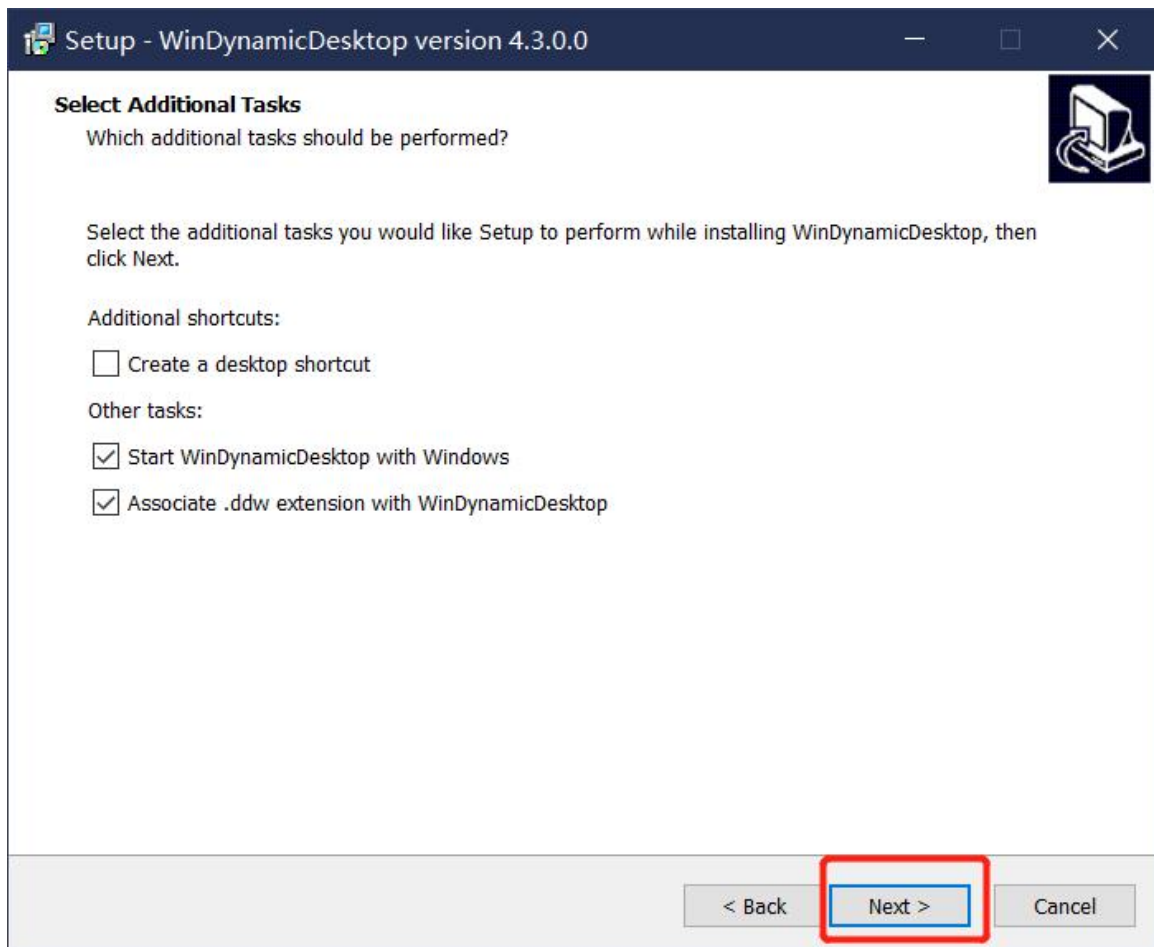 Setup - WinDynamicDesktop version 4.3.0.0
Select Additional Tasks
Which additional tasks should be performed?
Select the additional tasks you would like Setup to perform while installing WinDynamicDesktop, then
click Next.
Additional shortcuts:
Create a desktop shortcut
Other tasks:
Start WinDynamicDesktop with Windows
Associate .ddw extension with WinDynamicDesktop
< Back Next > Cancel